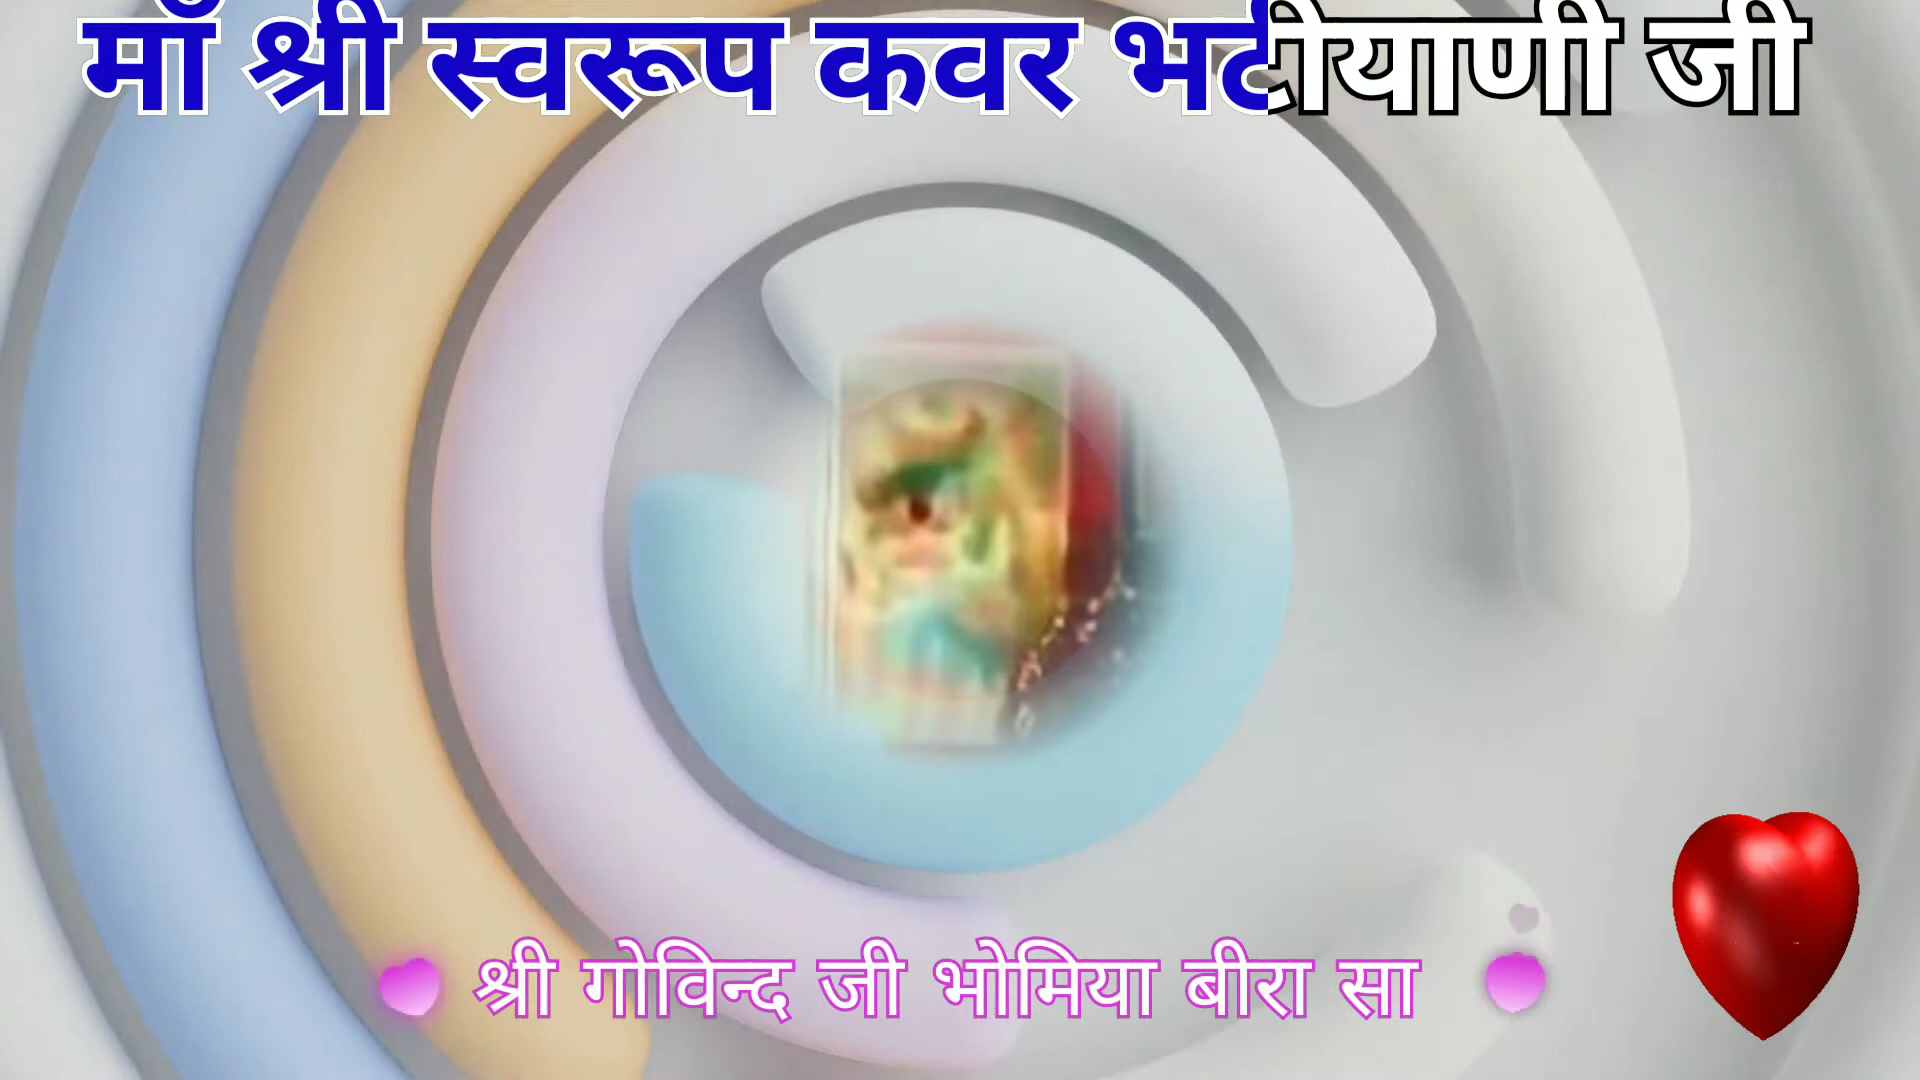 माँ श्री स्वरूप कवर भटीयाणी जी
श्री गोविन्द जी भोमिया बीरा सा